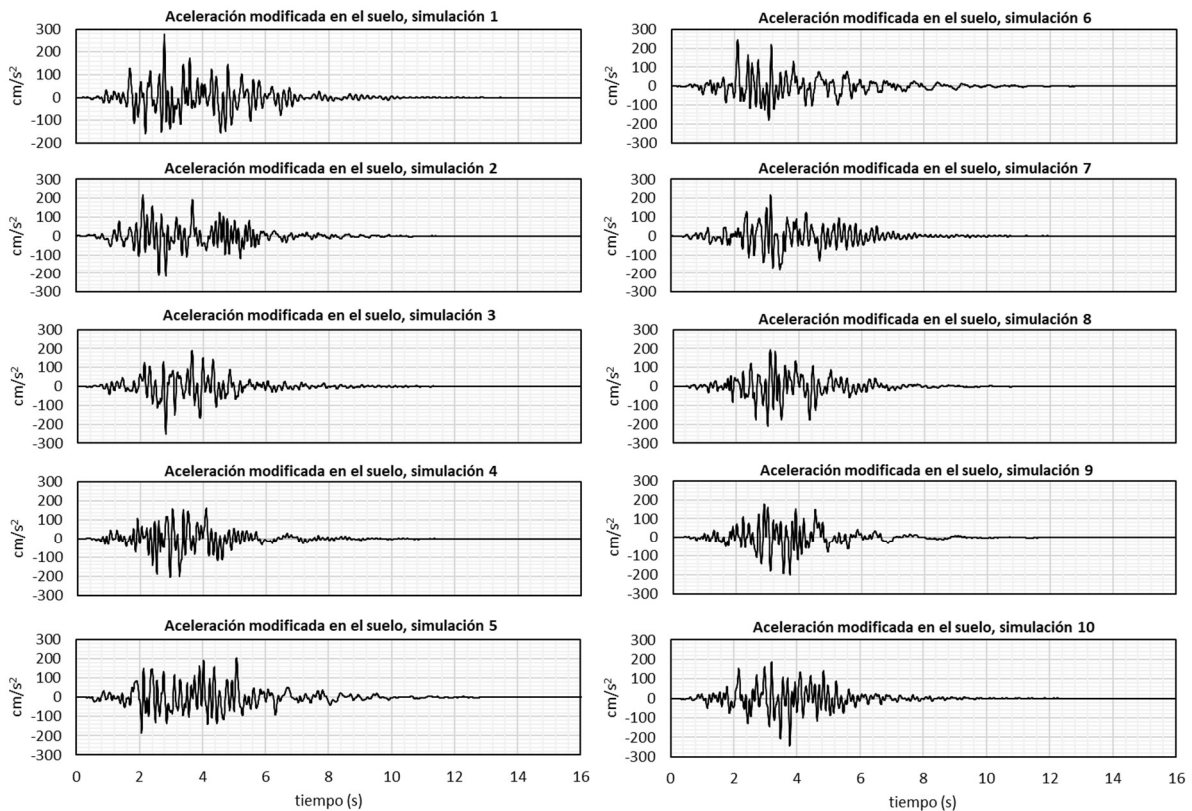 Aceleración modificada en el suelo, simulación 1
300
200
100
0
-100
-200
cm/s²
Aceleración modificada en el suelo, simulación 2
300
200
100
0
-100
-200
-300
cm/s²
Aceleración modificada en el suelo, simulación 3
300
200
100
0
-100
-200
-300
cm/s²
Aceleración modificada en el suelo, simulación 4
300
200
100
0
-100
-200
-300
cm/s²
Aceleración modificada en el suelo, simulación 5
300
200
100
0
-100
-200
-300
cm/s²
0 2 4 6 8 10 12 14 16
tiempo (s)
Aceleración modificada en el suelo, simulación 6
300
200
100
0
-100
-200
-300
cm/s²
Aceleración modificada en el suelo, simulación 7
300
200
100
0
-100
-200
-300
cm/s²
Aceleración modificada en el suelo, simulación 8
300
200
100
0
-100
-200
-300
cm/s²
Aceleración modificada en el suelo, simulación 9
300
200
100
0
-100
-200
-300
cm/s²
Aceleración modificada en el suelo, simulación 10
300
200
100
0
-100
-200
-300
cm/s²
0 2 4 6 8 10 12 14 16
tiempo (s)